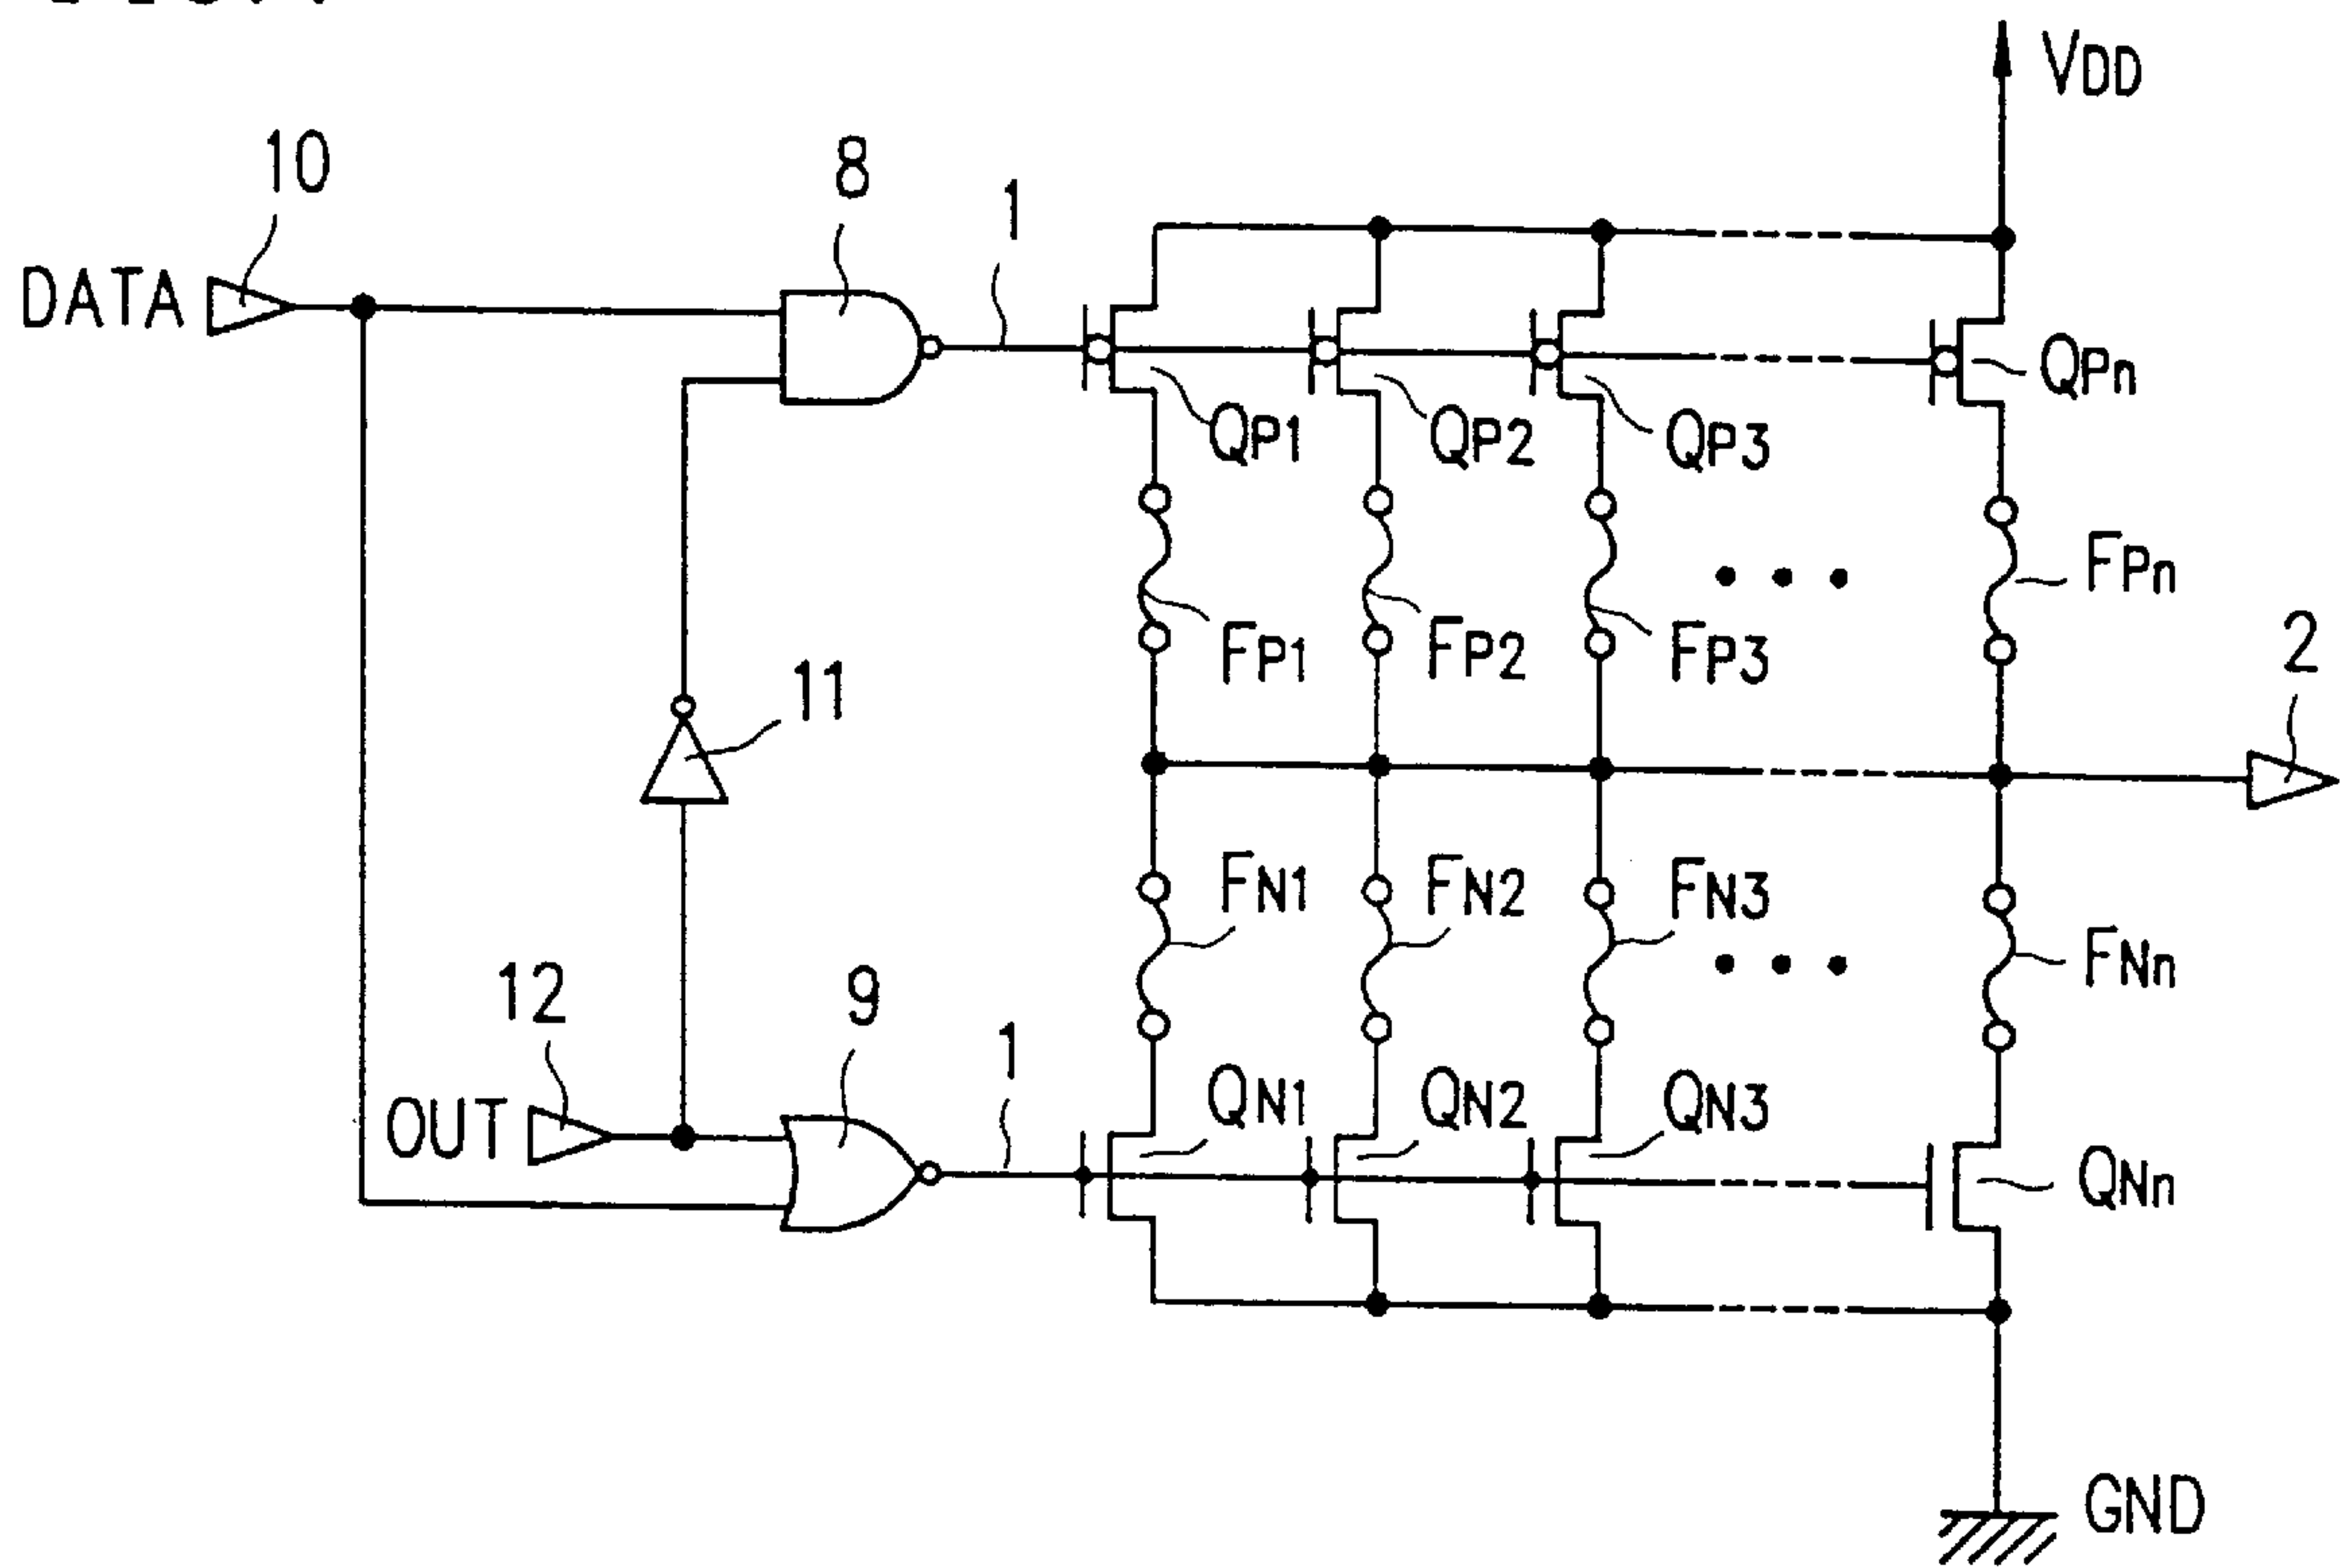 VDD
10
8
1
DATA
QP1
QP2
QP3
QPn
FP1
FP2
FP3
FPn
2
11
FN1
FN2
FN3
FNn
12
9
1
OUT
QN1
QN2
QN3
QNn
GND